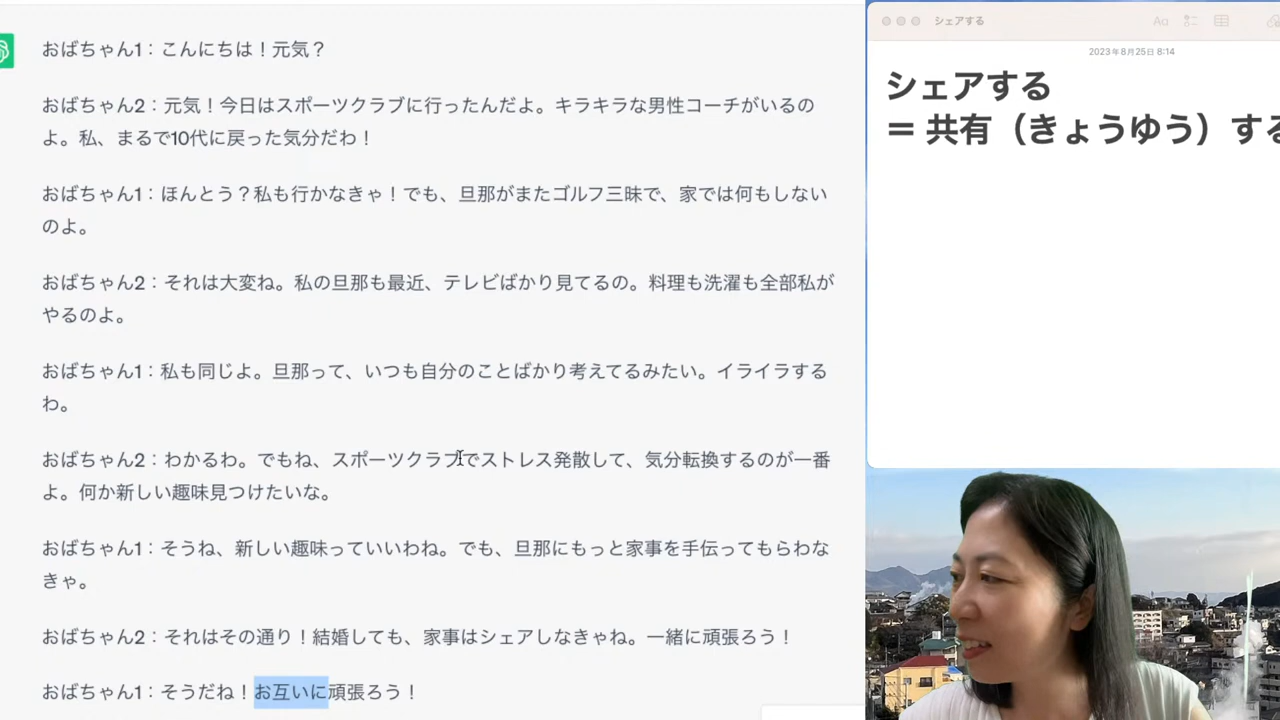 おばちゃん1：こんにちは！元気？
おばちゃん2：元気！今日はスポーツクラブに行ったんだよ。キラキラな男性コーチがいるの
よ。私、まるで10代に戻った気分だわ！
おばちゃん1：ほんとう？私も行かなきゃ！でも、旦那がまたゴルフ三昧で、家では何もしない
のよ。
おばちゃん2：それは大変ね。私の旦那も最近、テレビばかり見てるの。料理も洗濯も全部私が
やるのよ。
おばちゃん1：私も同じよ。旦那って、いつも自分のことばかり考えてるみたい。イライラする
わ。
おばちゃん2：わかるわ。でもね、スポーツクラブでストレス発散して、気分転換するのが一番
よ。何か新しい趣味見つけたいな。
おばちゃん1：そうね、新しい趣味っていいわね。でも、旦那にもっと家事を手伝ってもらわな
きゃ。
おばちゃん2：それはその通り！結婚しても、家事はシェアしなきゃね。一緒に頑張ろう！
おばちゃん1：そうだね！お互いに頑張ろう！
シェアする
Aa
2023年8月25日 8:14
シェアする
＝ 共有（きょうゆう）する